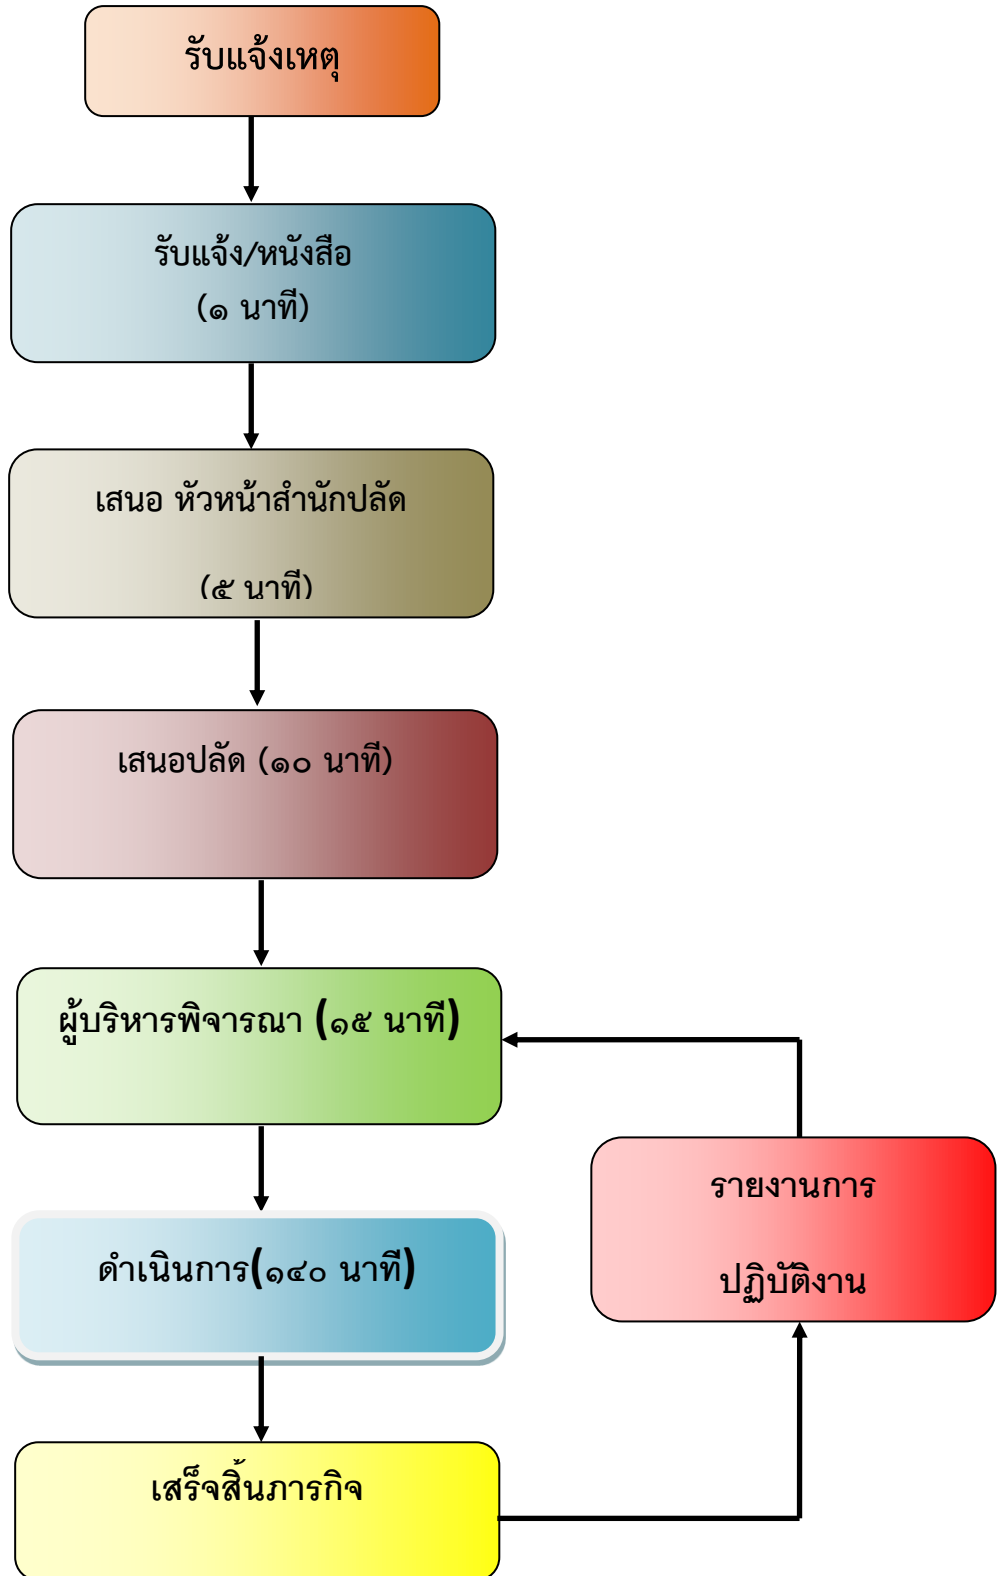 รับแจ้งเหตุ
รับแจ้ง/หนังสือ
(๑ นาที)
เสนอ หัวหน้าสำนักปลัด
(๕ นาที)
เสนอปลัด (๑๐ นาที)
ผู้บริหารพิจารณา (๑๕ นาที)
ดำเนินการ(๑๔๐ นาที)
รายงานการ
ปฏิบัติงาน
เสร็จสิ้นภารกิจ